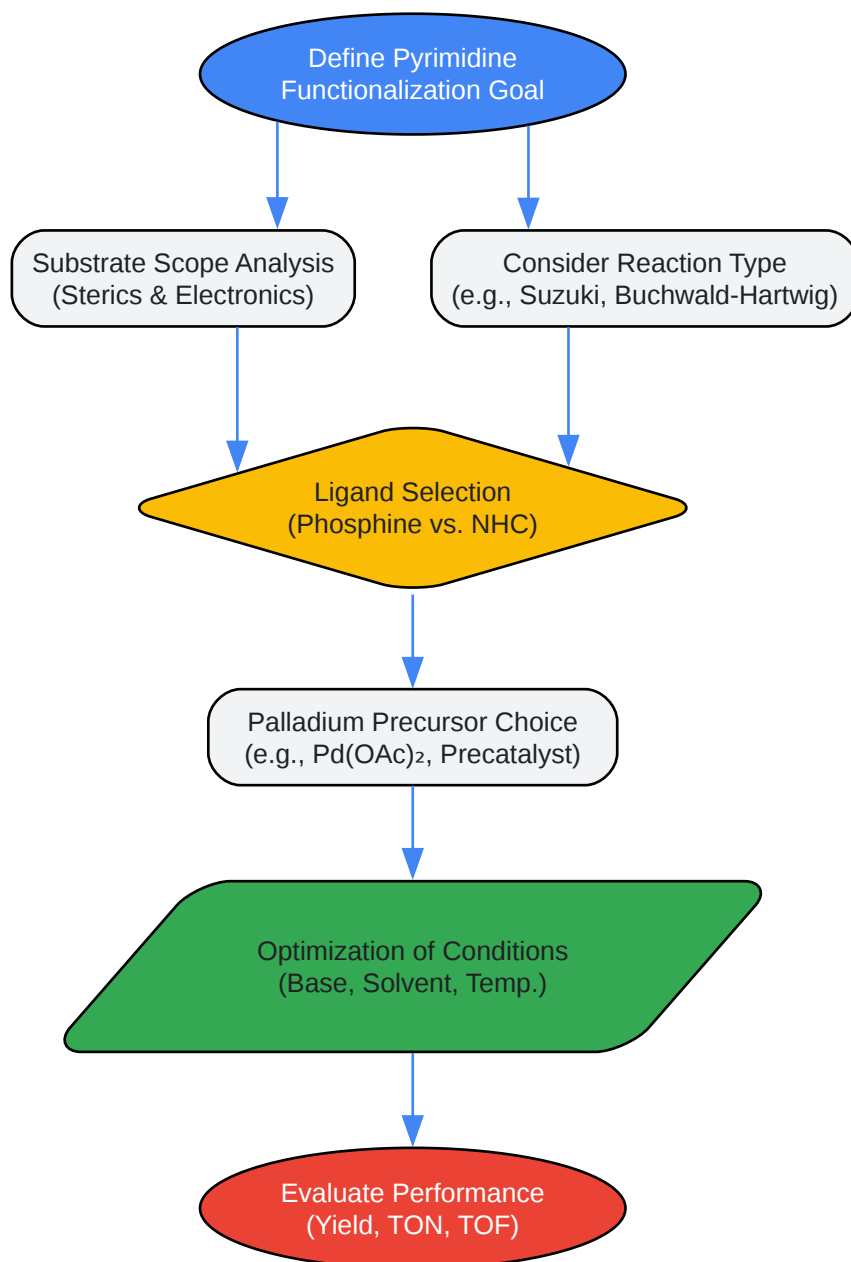 Define Pyrimidine
Functionalization Goal
Substrate Scope Analysis
(Sterics & Electronics)
Consider Reaction Type
(e.g., Suzuki, Buchwald-Hartwig)
Ligand Selection
(Phosphine vs. NHC)
Palladium Precursor Choice
(e.g., Pd(OAc)₂, Precatalyst)
Optimization of Conditions
(Base, Solvent, Temp.)
Evaluate Performance
(Yield, TON, TOF)